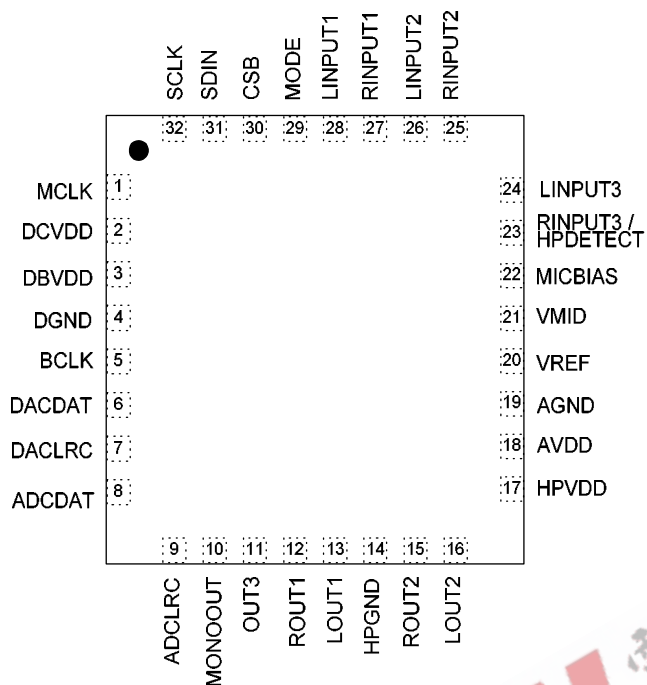 SCLK
SDIN
CSB
MODE
LINPUT1
RINPUT1
LINPUT2
RINPUT2
32 31 30 29 28 27 26 25
MCLK 1
DCVDD 2
DBVDD 3
DGND 4
BCLK 5
DACDAT 6
DACLRC 7
ADCDAT 8
24 LINPUT3
23 RINPUT3 /
HPDETECT
22 MICBIAS
21 VMID
20 VREF
19 AGND
18 AVDD
17 HPVDD
9 10 11 12 13 14 15 16
ADCLRC
MONOOUT
OUT3
ROUT1
LOUT1
HPGND
ROUT2
LOUT2